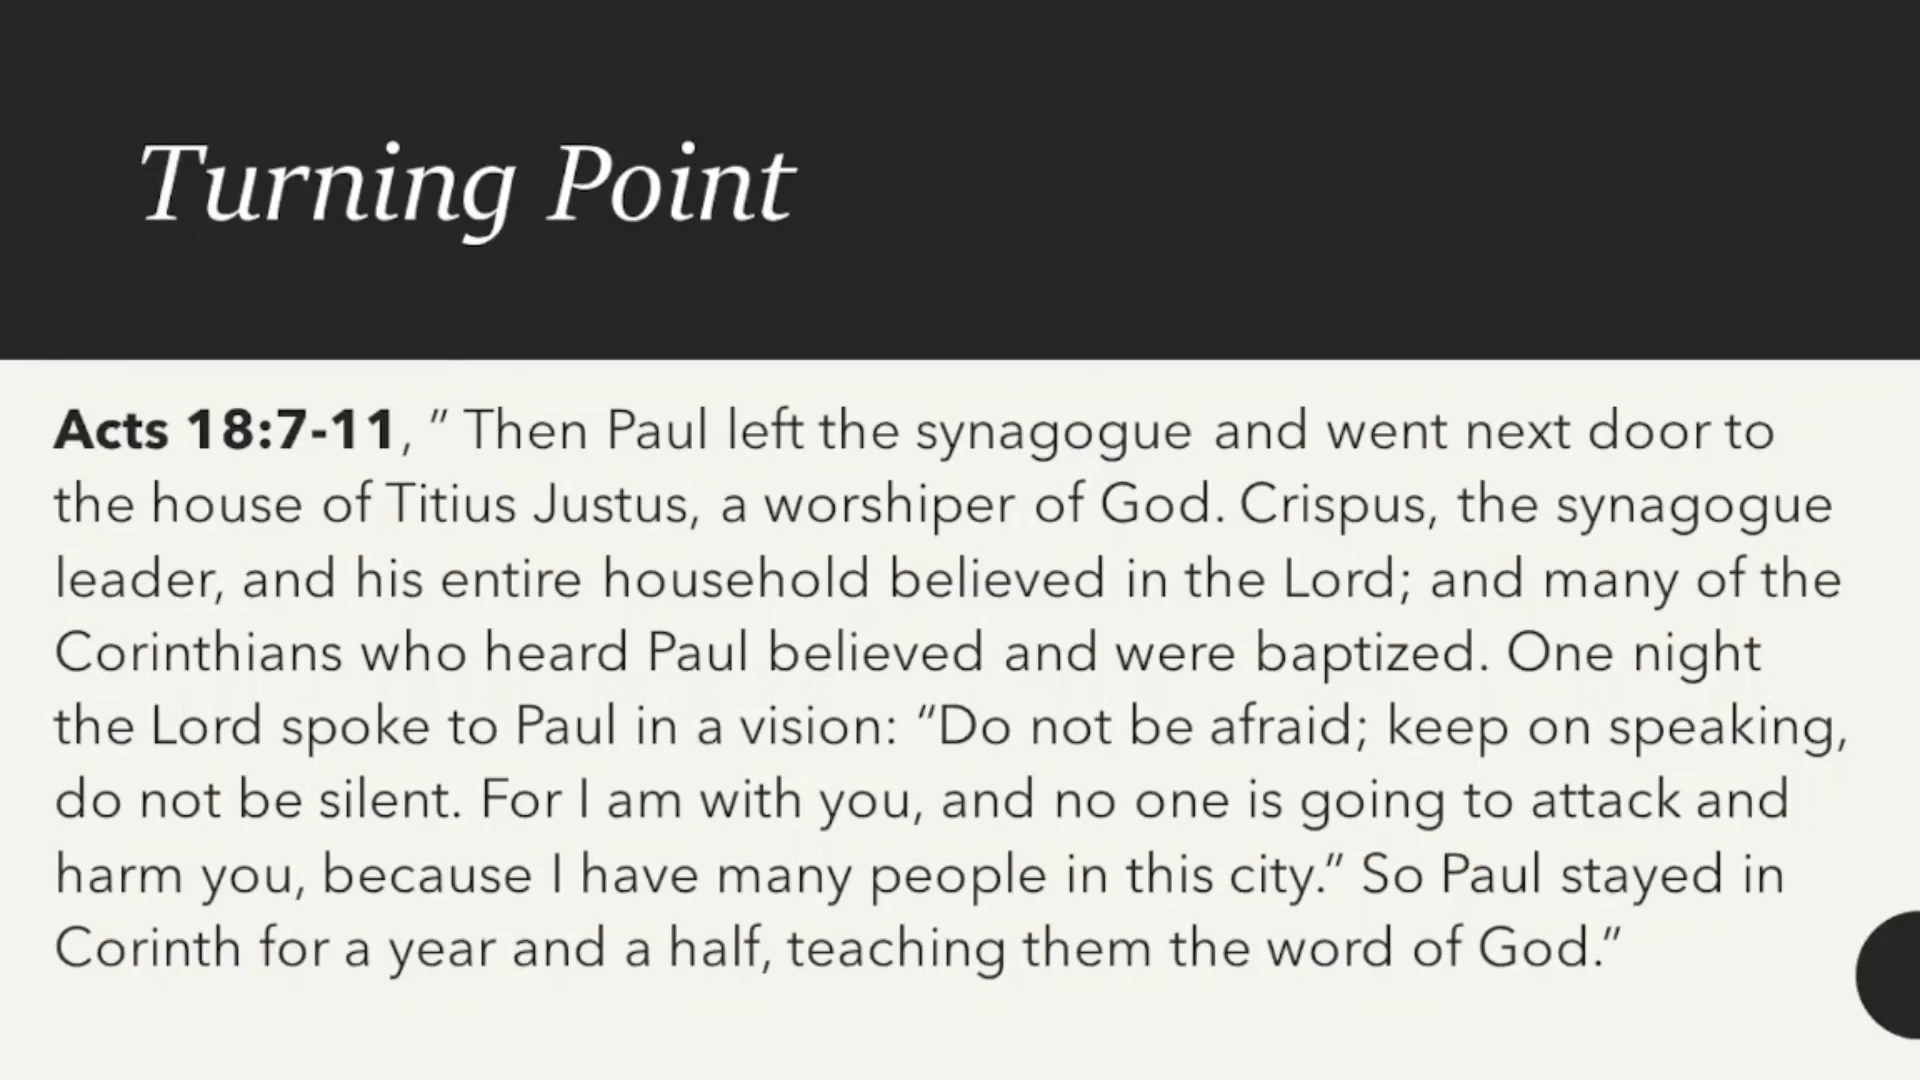 Turning Point
Acts 18:7-11, ” Then Paul left the synagogue and went next door to
the house of Titius Justus, a worshiper of God. Crispus, the synagogue
leader, and his entire household believed in the Lord; and many of the
Corinthians who heard Paul believed and were baptized. One night
the Lord spoke to Paul in a vision: “Do not be afraid; keep on speaking,
do not be silent. For I am with you, and no one is going to attack and
harm you, because I have many people in this city.” So Paul stayed in
Corinth for a year and a half, teaching them the word of God.”